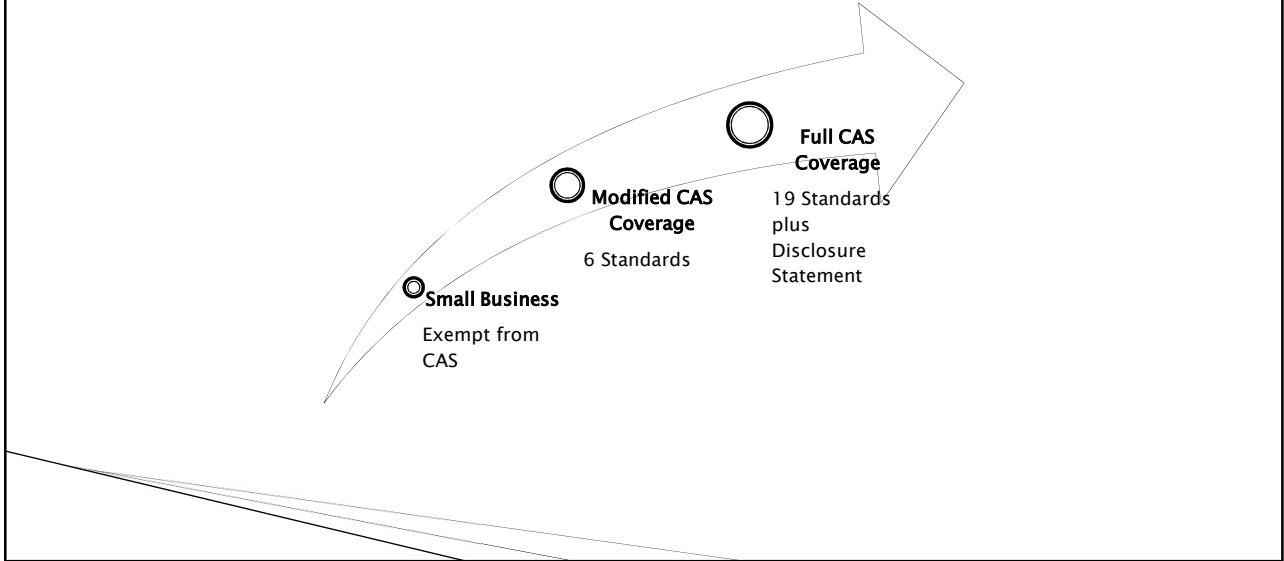 Full CAS
Coverage
19 Standards
plus
Disclosure
Statement
Modified CAS
Coverage
6 Standards
Small Business
Exempt from
CAS